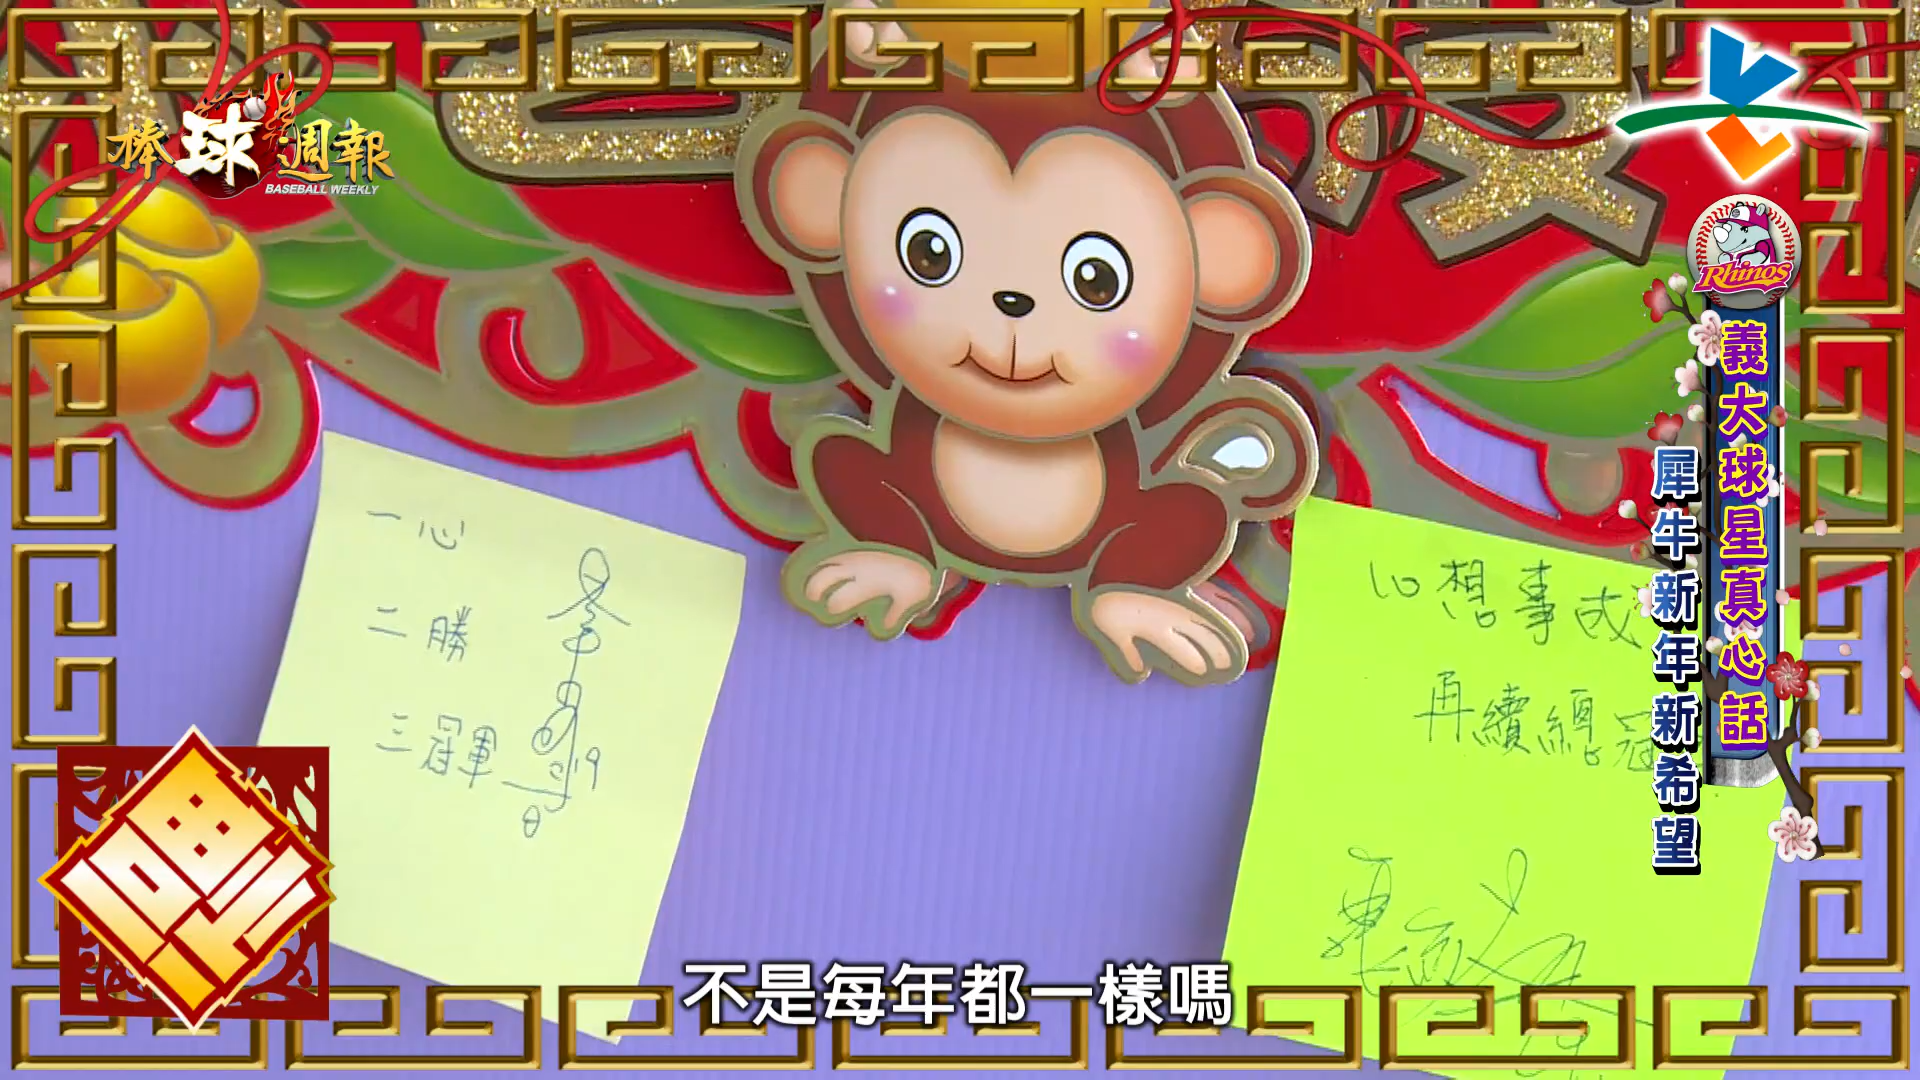 棒球週報
BASEBALL WEEKLY
Rhinos
義大球星真心話
犀牛新年新希望
一心
二勝
三冠軍
心想事成
再續總冠
不是每年都一樣嗎